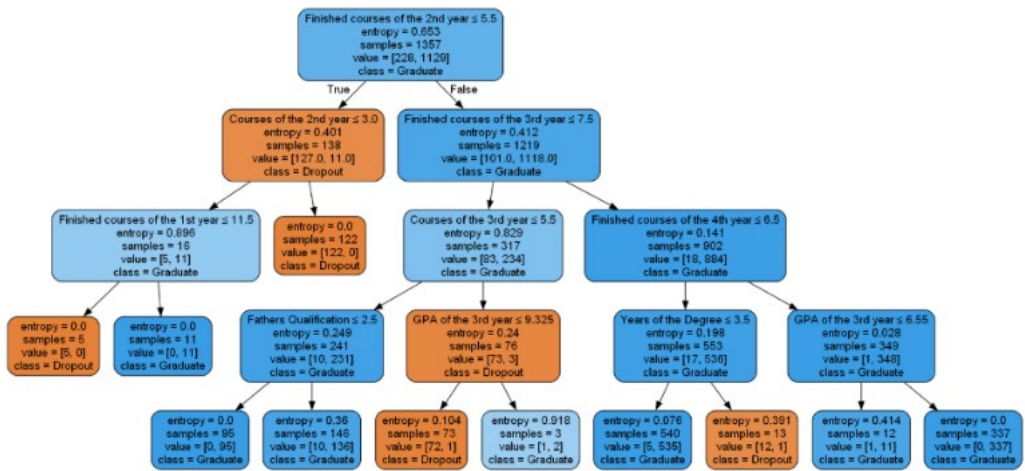 Finished courses of the 2nd year ≤ 5.5
entropy = 0.653
samples = 1357
value = [228, 1129]
class = Graduate
True
False
Courses of the 2nd year ≤ 3.0
entropy = 0.401
samples = 138
value = [127.0, 11.0]
class = Dropout
Finished courses of the 3rd year ≤ 7.5
entropy = 0.412
samples = 1219
value = [101.0, 1118.0]
class = Graduate
Finished courses of the 1st year ≤ 11.5
entropy = 0.896
samples = 16
value = [5, 11]
class = Graduate
entropy = 0.0
samples = 122
value = [122, 0]
class = Dropout
Courses of the 3rd year ≤ 5.5
entropy = 0.829
samples = 317
value = [83, 234]
class = Graduate
Finished courses of the 4th year ≤ 6.5
entropy = 0.141
samples = 902
value = [18, 884]
class = Graduate
entropy = 0.0
samples = 5
value = [5, 0]
class = Dropout
entropy = 0.0
samples = 11
value = [0, 11]
class = Graduate
Fathers Qualification ≤ 2.5
entropy = 0.249
samples = 241
value = [10, 231]
class = Graduate
GPA of the 3rd year ≤ 9.325
entropy = 0.24
samples = 76
value = [73, 3]
class = Dropout
Years of the Degree ≤ 3.5
entropy = 0.198
samples = 553
value = [17, 536]
class = Graduate
GPA of the 3rd year ≤ 6.55
entropy = 0.028
samples = 349
value = [1, 348]
class = Graduate
entropy = 0.0
samples = 95
value = [0, 95]
class = Graduate
entropy = 0.36
samples = 146
value = [10, 136]
class = Graduate
entropy = 0.104
samples = 73
value = [72, 1]
class = Dropout
entropy = 0.918
samples = 3
value = [1, 2]
class = Graduate
entropy = 0.076
samples = 540
value = [5, 535]
class = Graduate
entropy = 0.391
samples = 13
value = [12, 1]
class = Dropout
entropy = 0.414
samples = 12
value = [1, 11]
class = Graduate
entropy = 0.0
samples = 337
value = [0, 337]
class = Graduate